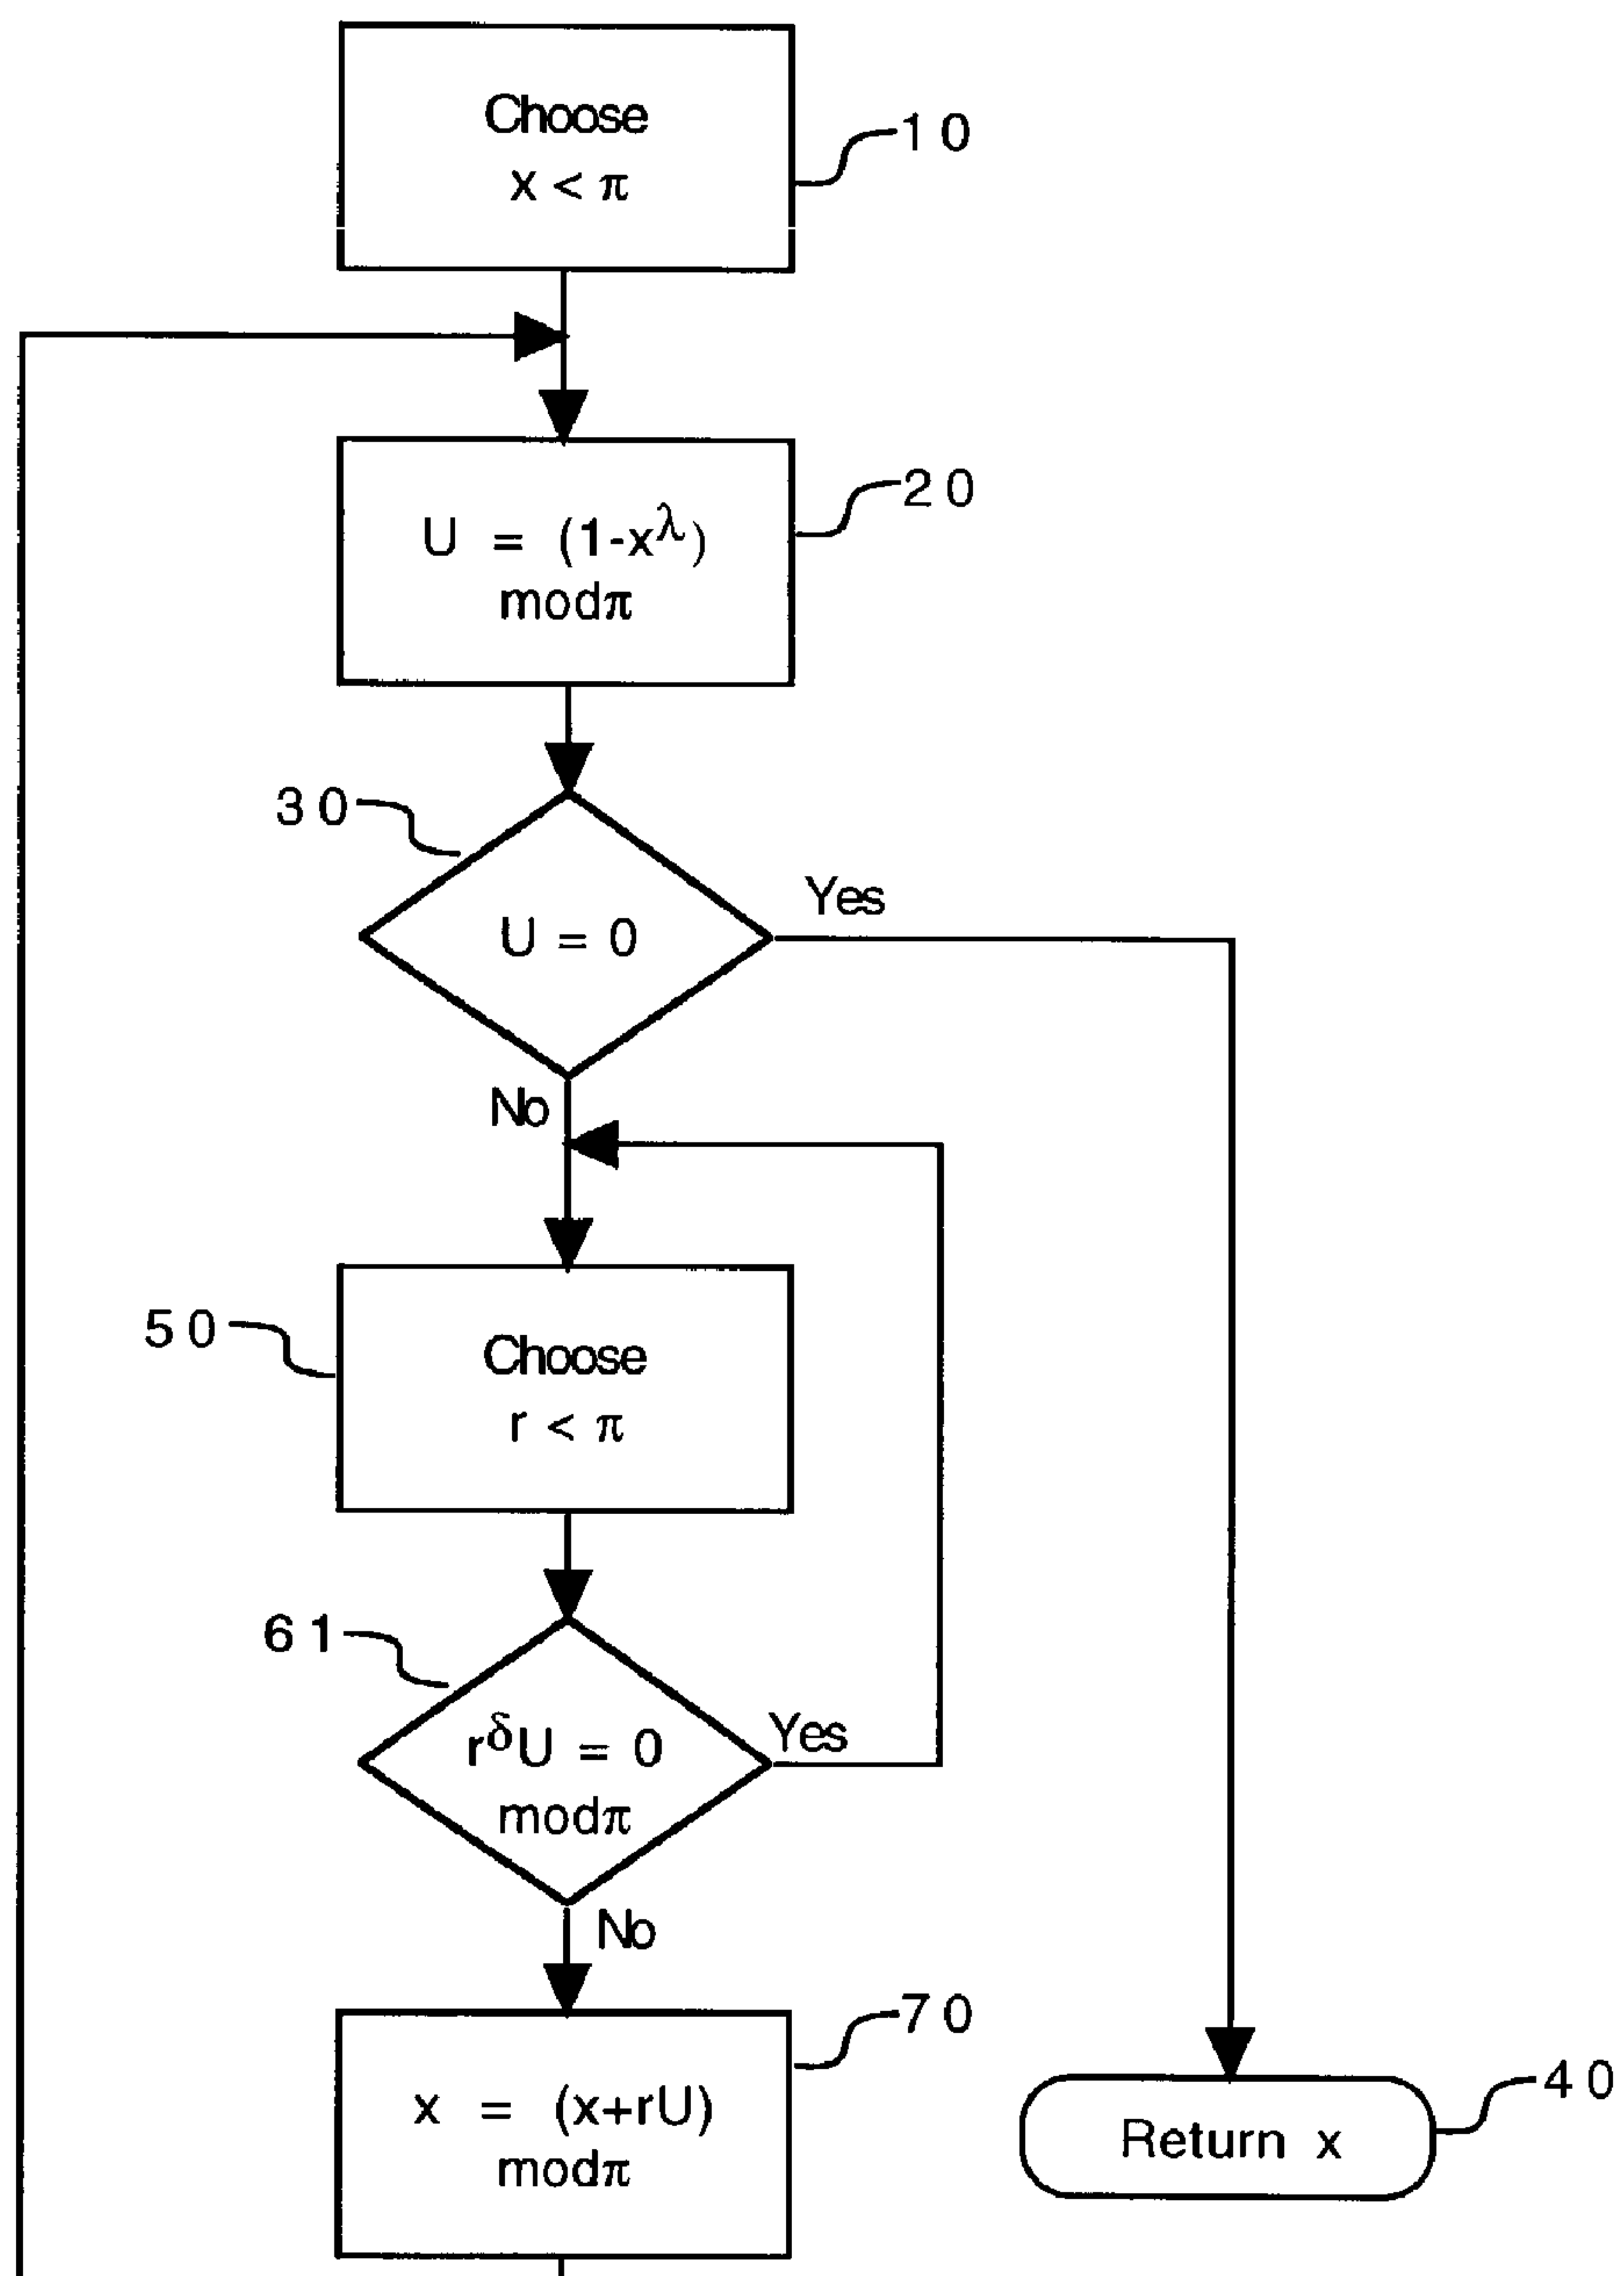 Choose
x < π
10
U = (1-x^λ)
modπ
20
30
U = 0
Yes
No
50
Choose
r < π
61
r^δU = 0
modπ
Yes
No
70
x = (x+rU)
modπ
Return x
40